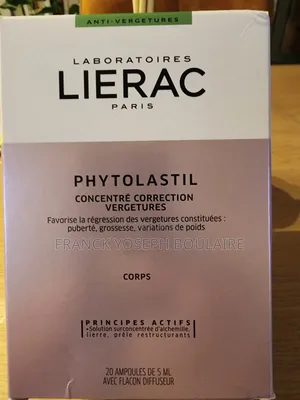 ANTI-VERGETURES
LABORATOIRES
LIERAC
PARIS
PHYTOLASTIL
CONCENTRÉ CORRECTION
VERGETURES
Favorise la régression des vergetures constituées :
puberté, grossesse, variations de poids
FRANCK YOSEPH BOULAIRE
CORPS
PRINCIPES ACTIFS
+Solution surconcentrée d'alchemille,
lierre, prêle restructurants
20 AMPOULES DE 5 ML
AVEC FLACON DIFFUSEUR